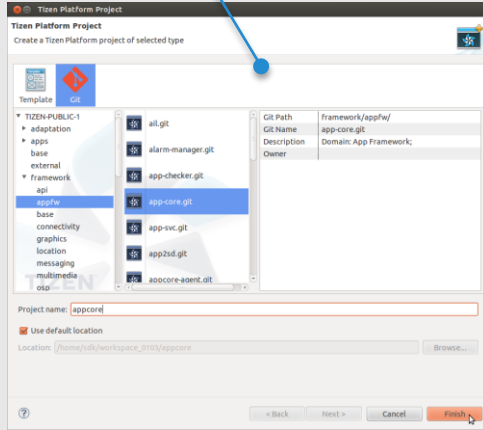 Tizen Platform Project
Tizen Platform Project
Create a Tizen Platform project of selected type
Template
Git
TIZEN-PUBLIC-1
adaptation
apps
base
external
framework
api
appfw
base
connectivity
graphics
location
messaging
multimedia
osp
TIZEN
ail.git
alarm-manager.git
app-checker.git
app-core.git
app-svc.git
app2sd.git
appcore-agent.git
Git Path framework/appfw/
Git Name app-core.git
Description Domain: App Framework;
Owner
Project name: appcore
Use default location
Location: /home/sdk/workspace_0103/appcore Browse...
? < Back Next > Cancel Finish